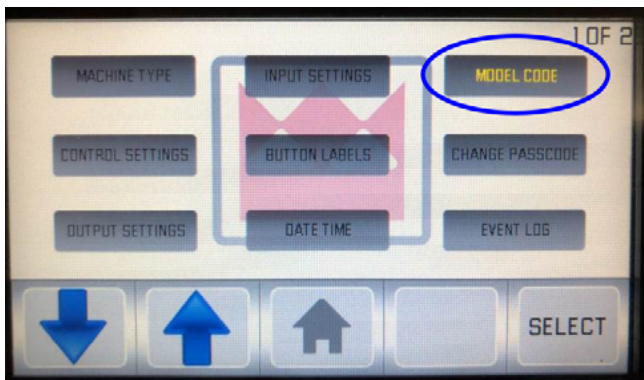 1 OF 2
MACHINE TYPE
INPUT SETTINGS
MODEL CODE
CONTROL SETTINGS
BUTTON LABELS
CHANGE PASSCODE
OUTPUT SETTINGS
DATE TIME
EVENT LOG
SELECT